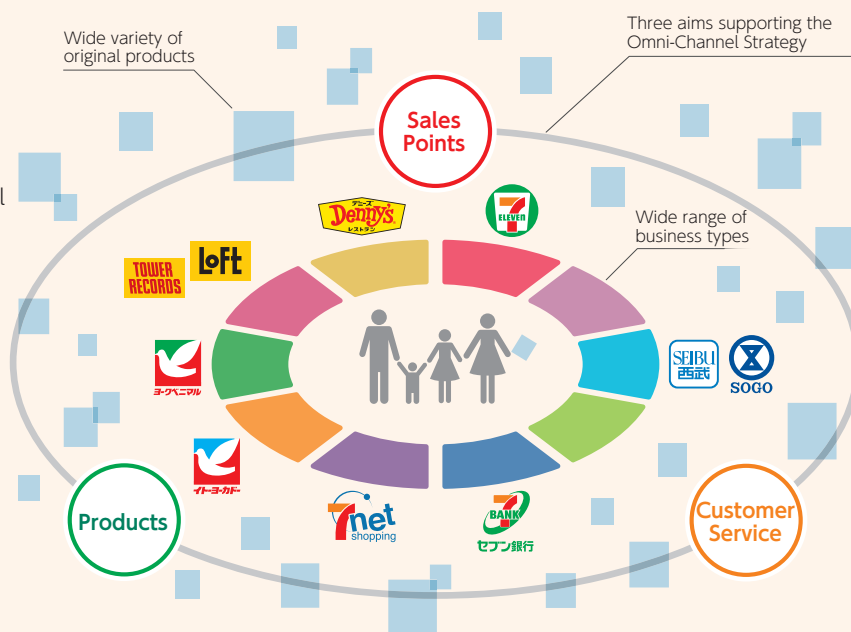 Wide variety of
original products
Three aims supporting the
Omni-Channel Strategy
Sales
Points
l
デニーズ
Denny's
レストラン
7
ELEVEN
Wide range of
business types
TOWER
RECORDS
LOFT
ヨークベニマル
SEIBU
西武
SOGO
イトーヨーカドー
7net
shopping
7
BANK
セブン銀行
Products
Customer
Service